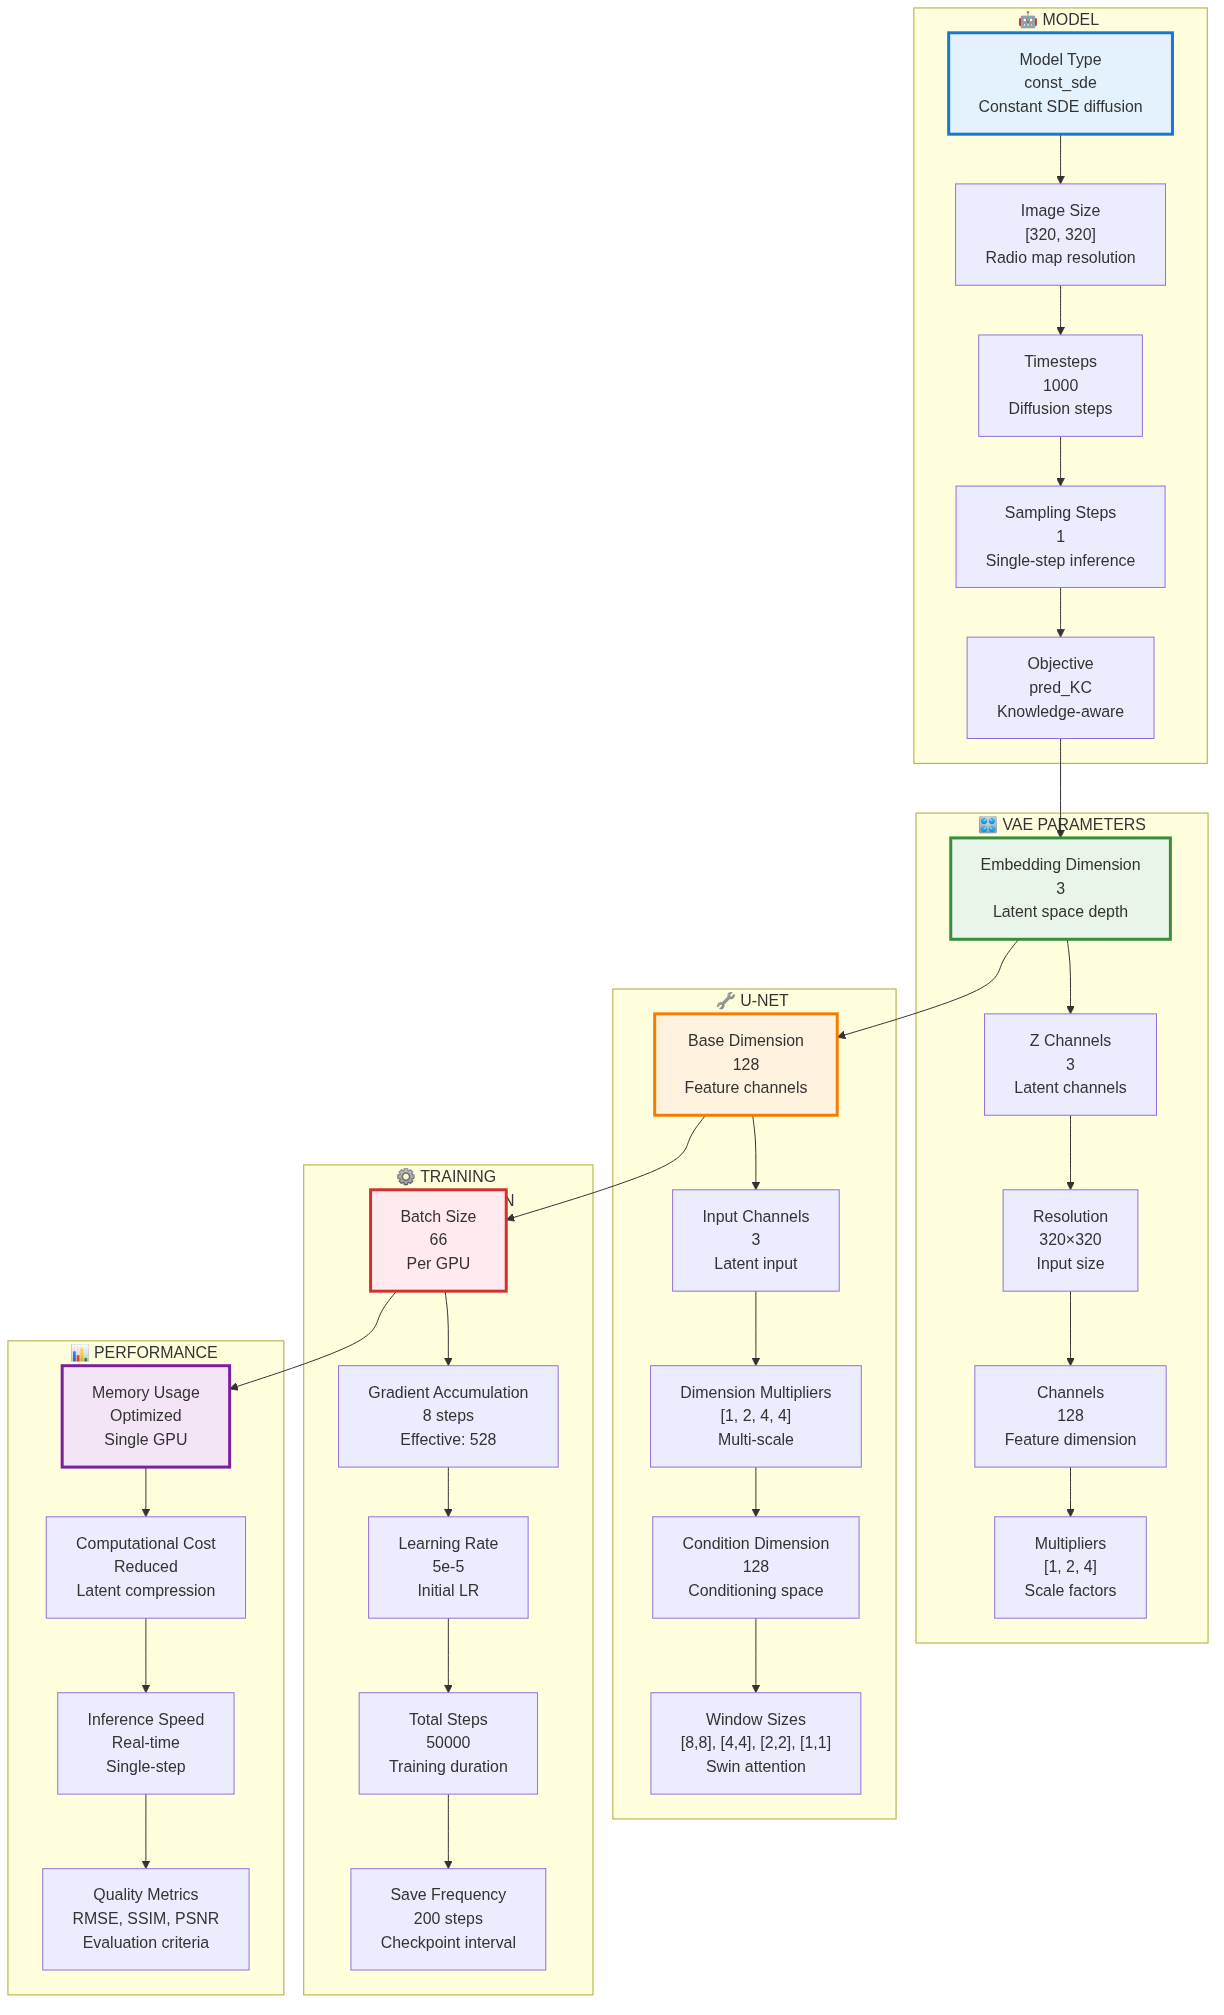 🤖 MODEL
Model Type
const_sde
Constant SDE diffusion
Image Size
[320, 320]
Radio map resolution
Timesteps
1000
Diffusion steps
Sampling Steps
1
Single-step inference
Objective
pred_KC
Knowledge-aware
🎛️ VAE PARAMETERS
Embedding Dimension
3
Latent space depth
Z Channels
3
Latent channels
Resolution
320×320
Input size
Channels
128
Feature dimension
Multipliers
[1, 2, 4]
Scale factors
🔧 U-NET
Base Dimension
128
Feature channels
Input Channels
3
Latent input
Dimension Multipliers
[1, 2, 4, 4]
Multi-scale
Condition Dimension
128
Conditioning space
Window Sizes
[8,8], [4,4], [2,2], [1,1]
Swin attention
⚙️ TRAINING
Batch Size
66
Per GPU
Gradient Accumulation
8 steps
Effective: 528
Learning Rate
5e-5
Initial LR
Total Steps
50000
Training duration
Save Frequency
200 steps
Checkpoint interval
📊 PERFORMANCE
Memory Usage
Optimized
Single GPU
Computational Cost
Reduced
Latent compression
Inference Speed
Real-time
Single-step
Quality Metrics
RMSE, SSIM, PSNR
Evaluation criteria